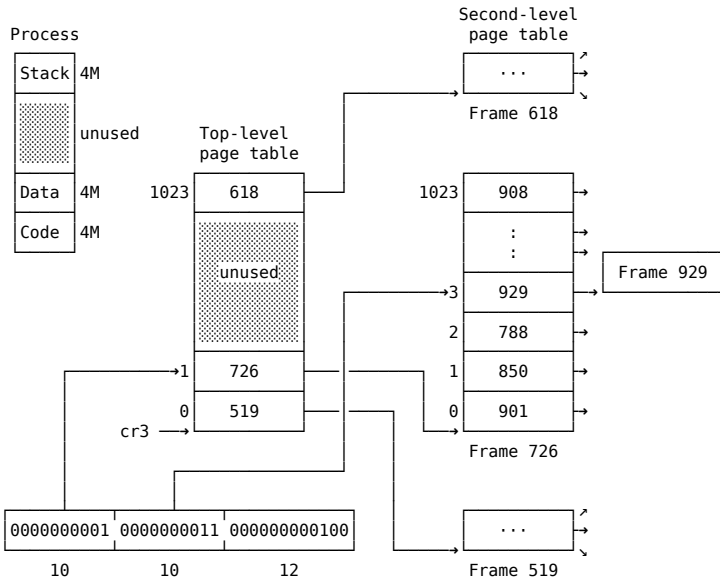 Process
Stack 4M
unused
Data 4M
Code 4M
Top-level
page table
1023 618
unused
1 726
0 519
cr3
Second-level
page table
...
Frame 618
1023 908
:
:
3 929
Frame 929
2 788
1 850
0 901
Frame 726
...
Frame 519
0000000001 0000000011 000000000100
10 10 12